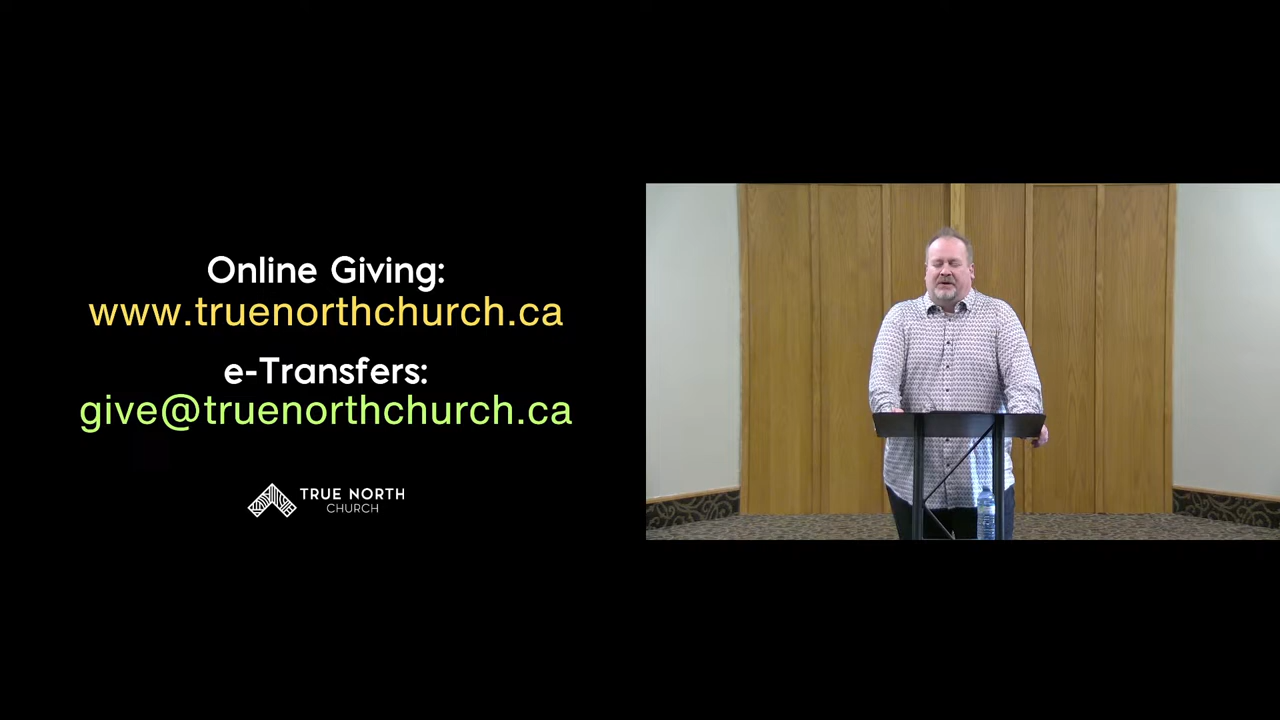 Online Giving:
www.truenorthchurch.ca
e-Transfers:
give@truenorthchurch.ca
TRUE NORTH
CHURCH